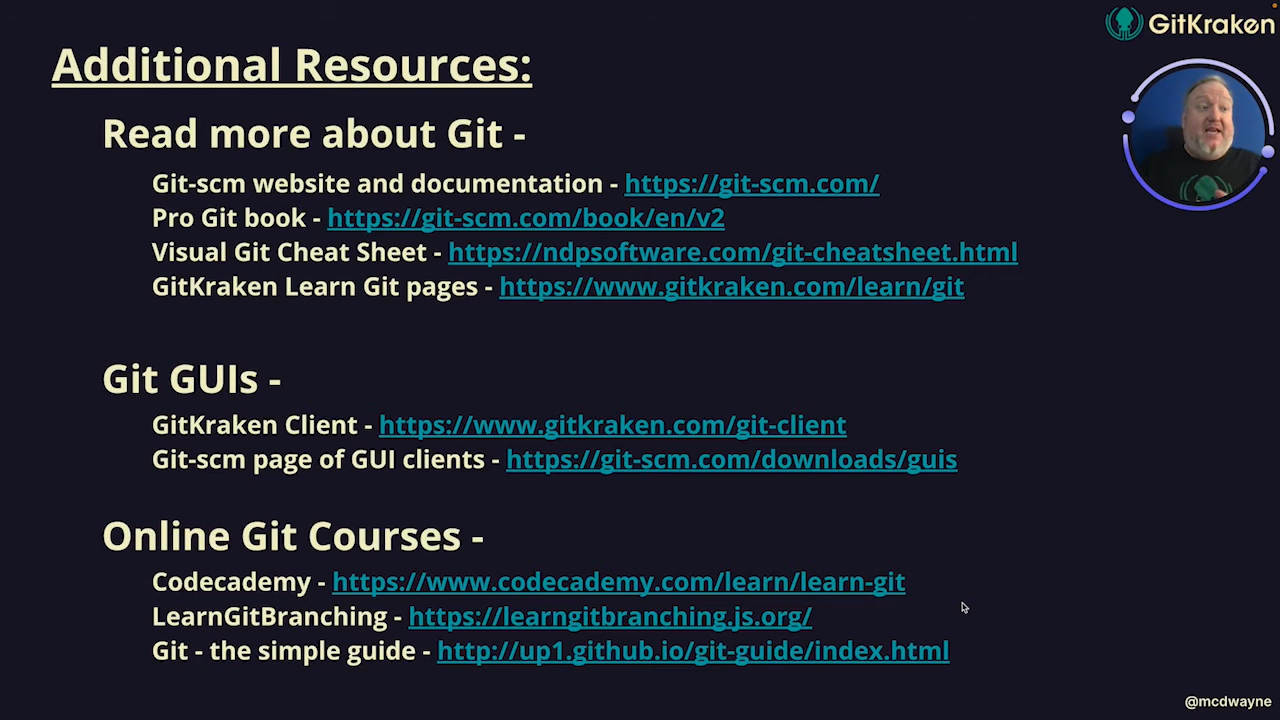 GitKraken
Additional Resources:
Read more about Git -
Git-scm website and documentation - https://git-scm.com/
Pro Git book - https://git-scm.com/book/en/v2
Visual Git Cheat Sheet - https://ndpsoftware.com/git-cheatsheet.html
GitKraken Learn Git pages - https://www.gitkraken.com/learn/git
Git GUIs -
GitKraken Client - https://www.gitkraken.com/git-client
Git-scm page of GUI clients - https://git-scm.com/downloads/guis
Online Git Courses -
Codecademy - https://www.codecademy.com/learn/learn-git
LearnGitBranching - https://learngitbranching.js.org/
Git - the simple guide - http://up1.github.io/git-guide/index.html
@mcdwayne